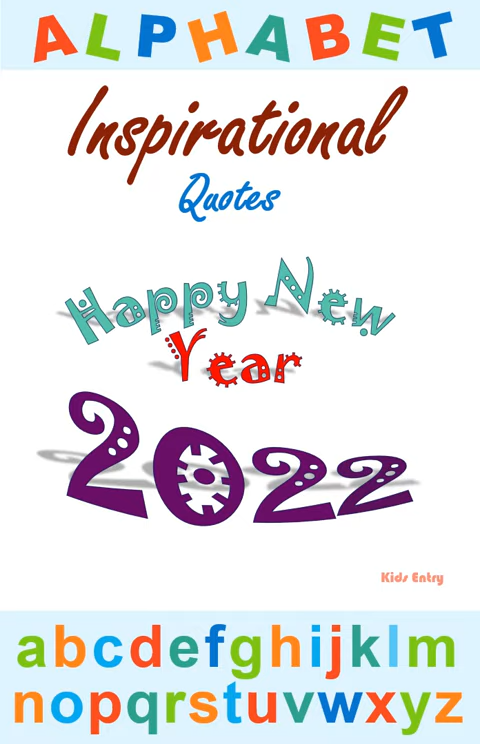 ALPHABET
Inspirational
Quotes
Happy New
Year
2022
Kids Entry
abcdefghijklm
nopqrstuvwxyz